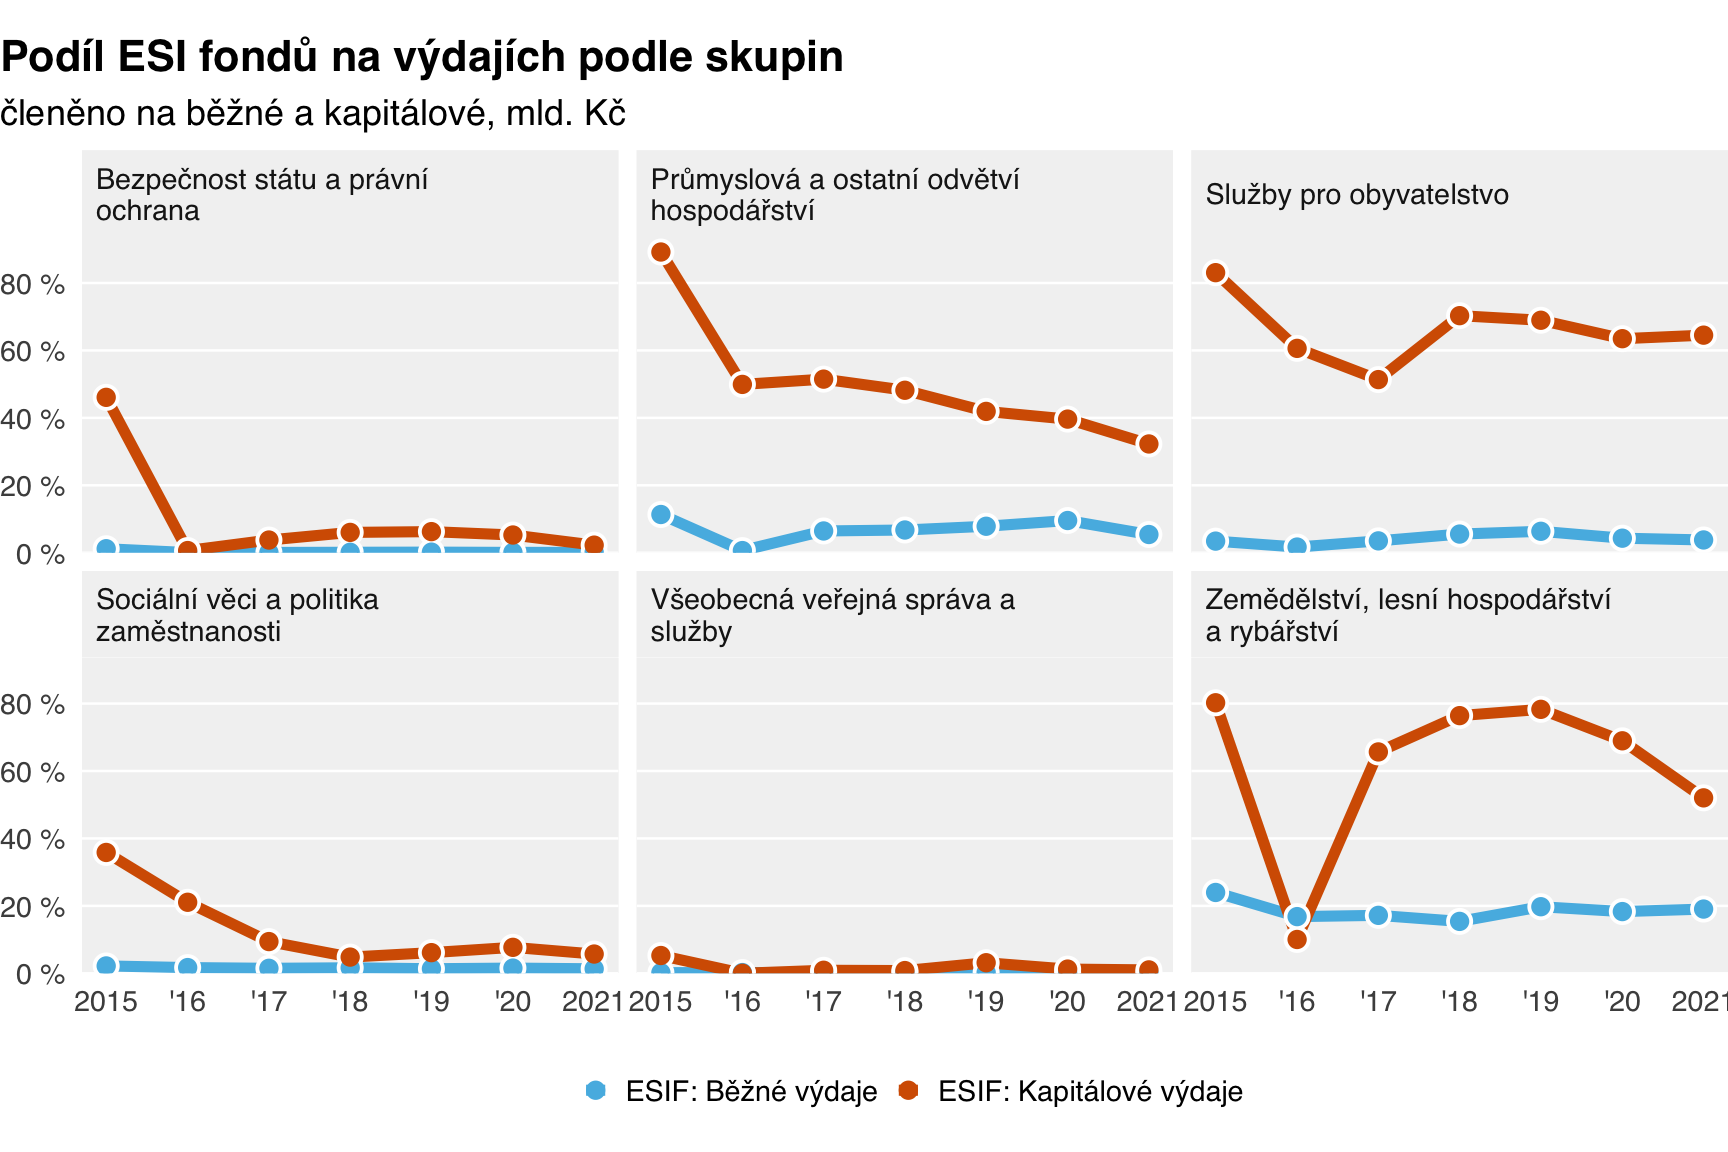 Podíl ESI fondů na výdajích podle skupin
členěno na běžné a kapitálové, mld. Kč
Bezpečnost státu a právní
ochrana
Průmyslová a ostatní odvětví
hospodářství
Služby pro obyvatelstvo
80 %
60 %
40 %
20 %
0 %
Sociální věci a politika
zaměstnanosti
Všeobecná veřejná správa a
služby
Zemědělství, lesní hospodářství
a rybářství
80 %
60 %
40 %
20 %
0 %
2015 '16 '17 '18 '19 '20 2021 2015 '16 '17 '18 '19 '20 2021 2015 '16 '17 '18 '19 '20 2021
ESIF: Běžné výdaje ESIF: Kapitálové výdaje